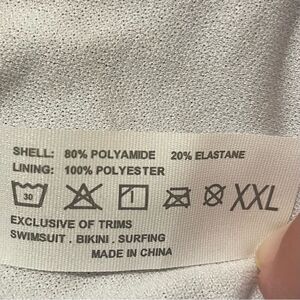 SHELL: 80% POLYAMIDE 20% ELASTANE
LINING: 100% POLYESTER
30 XXL
EXCLUSIVE OF TRIMS
SWIMSUIT . BIKINI . SURFING
MADE IN CHINA